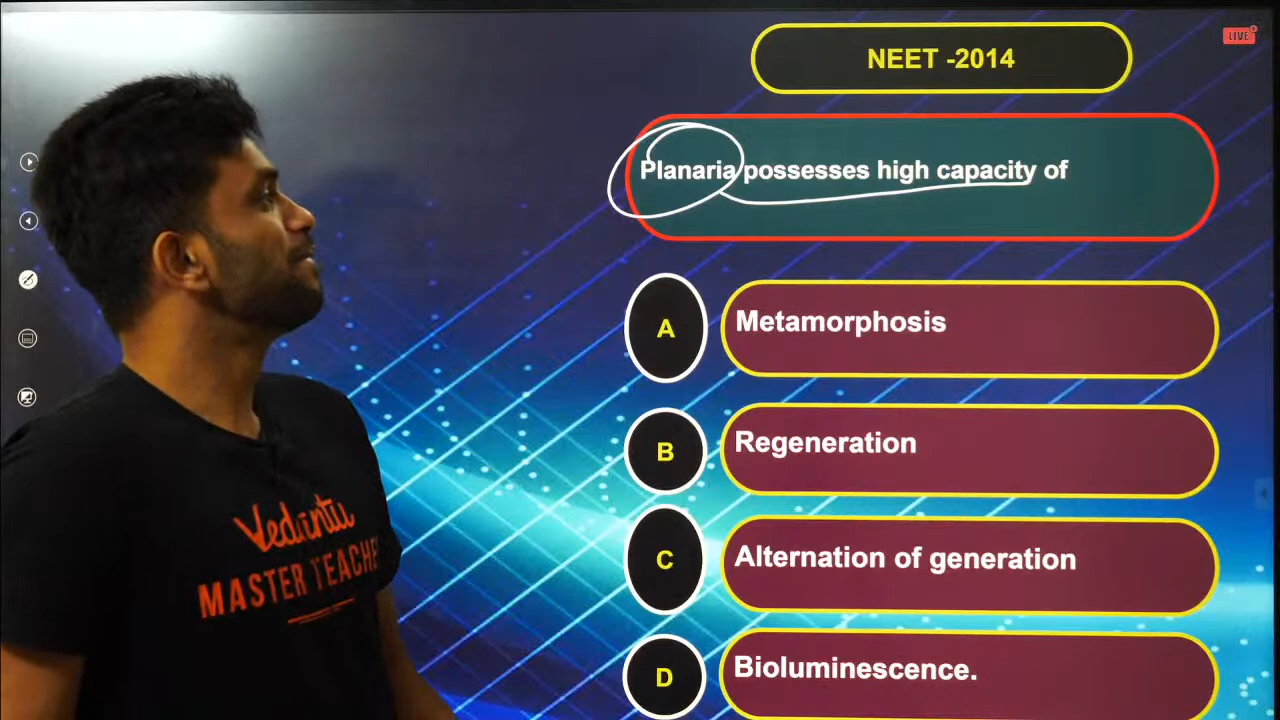 LIVE
NEET -2014
Planaria possesses high capacity of
A
Metamorphosis
B
Regeneration
C
Alternation of generation
D
Bioluminescence.
Vedantu
MASTER TEACHE